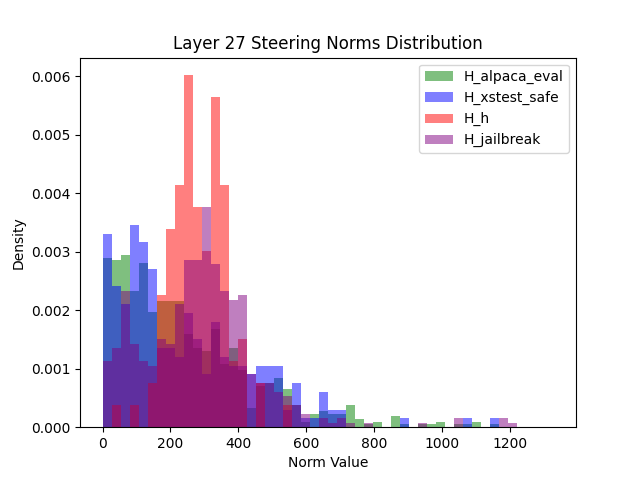 Layer 27 Steering Norms Distribution
H_alpaca_eval
H_xstest_safe
H_h
H_jailbreak
0.006
0.005
0.004
0.003
0.002
0.001
0.000
Density
0
200
400
600
800
1000
1200
Norm Value